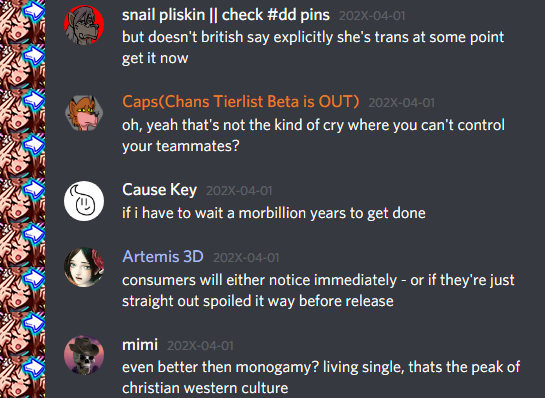 snail pliskin || check #dd pins 202X-04-01
but doesn't british say explicitly she's trans at some point
get it now
Caps(Chans Tierlist Beta is OUT) 202X-04-01
oh, yeah that's not the kind of cry where you can't control
your teammates?
Cause Key 202X-04-01
if i have to wait a morbillion years to get done
Artemis 3D 202X-04-01
consumers will either notice immediately - or if they're just
straight out spoiled it way before release
mimi 202X-04-01
even better then monogamy? living single, thats the peak of
christian western culture